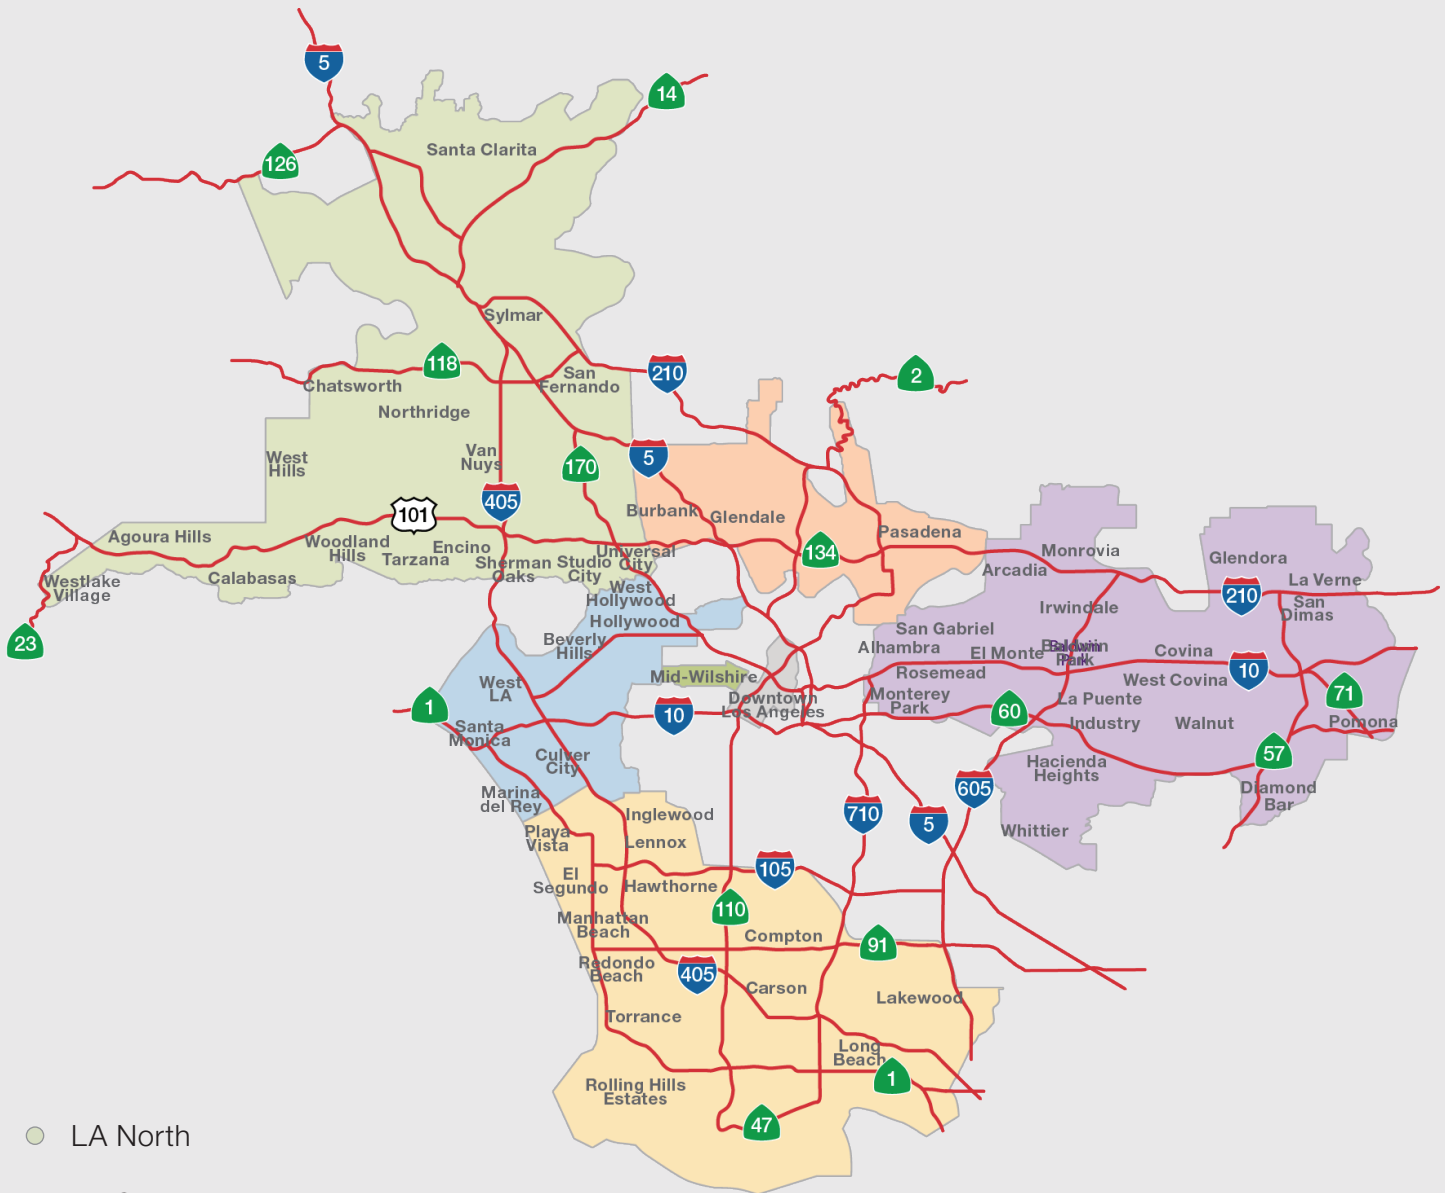 5
14
126
Santa Clarita
Sylmar
118
210
2
San
Fernando
Chatsworth
Northridge
West
Hills
Van
Nuys
170
5
405
101
Burbank
Glendale
Pasadena
134
Agoura Hills
Woodland
Hills
Tarzana
Encino
Sherman
Oaks
Studio
City
Universal
City
Calabasas
Westlake
Village
23
Monrovia
Arcadia
Glendora
La Verne
210
San
Dimas
Irwindale
West
Hollywood
Hollywood
Beverly
Hills
San Gabriel
Alhambra
El Monte
Baldwin
Park
Covina
10
Rosemead
West Covina
71
Mid-Wilshire
West
LA
Downtown
Los Angeles
Monterey
Park
La Puente
60
Industry
Walnut
Pomona
1
10
Santa
Monica
Culver
City
57
Hacienda
Heights
605
Diamond
Bar
Marina
del Rey
Inglewood
710
5
Whittier
Playa
Vista
Lennox
105
El
Segundo
Hawthorne
110
Manhattan
Beach
Compton
91
Redondo
Beach
405
Carson
Lakewood
Torrance
Long
Beach
1
Rolling Hills
Estates
47
LA North